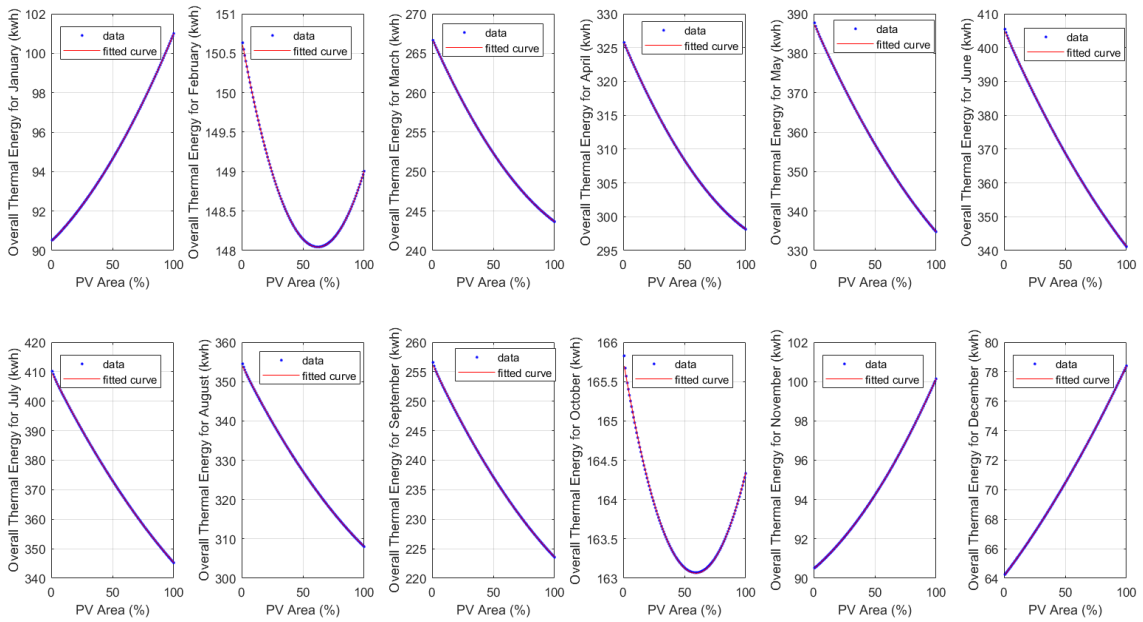 Overall Thermal Energy for January (kwh)
102
100
98
96
94
92
90
data
fitted curve
0
50
100
PV Area (%)
Overall Thermal Energy for February (kwh)
151
150.5
150
149.5
149
148.5
148
data
fitted curve
0
50
100
PV Area (%)
Overall Thermal Energy for March (kwh)
270
265
260
255
250
245
240
data
fitted curve
0
50
100
PV Area (%)
Overall Thermal Energy for April (kwh)
330
325
320
315
310
305
300
295
data
fitted curve
0
50
100
PV Area (%)
Overall Thermal Energy for May (kwh)
390
380
370
360
350
340
330
data
fitted curve
0
50
100
PV Area (%)
Overall Thermal Energy for June (kwh)
410
400
390
380
370
360
350
340
data
fitted curve
0
50
100
PV Area (%)
Overall Thermal Energy for July (kwh)
420
410
400
390
380
370
360
350
340
data
fitted curve
0
50
100
PV Area (%)
Overall Thermal Energy for August (kwh)
360
350
340
330
320
310
300
data
fitted curve
0
50
100
PV Area (%)
Overall Thermal Energy for September (kwh)
260
255
250
245
240
235
230
225
220
data
fitted curve
0
50
100
PV Area (%)
Overall Thermal Energy for October (kwh)
166
165.5
165
164.5
164
163.5
163
data
fitted curve
0
50
100
PV Area (%)
Overall Thermal Energy for November (kwh)
102
100
98
96
94
92
90
data
fitted curve
0
50
100
PV Area (%)
Overall Thermal Energy for December (kwh)
80
78
76
74
72
70
68
66
64
data
fitted curve
0
50
100
PV Area (%)